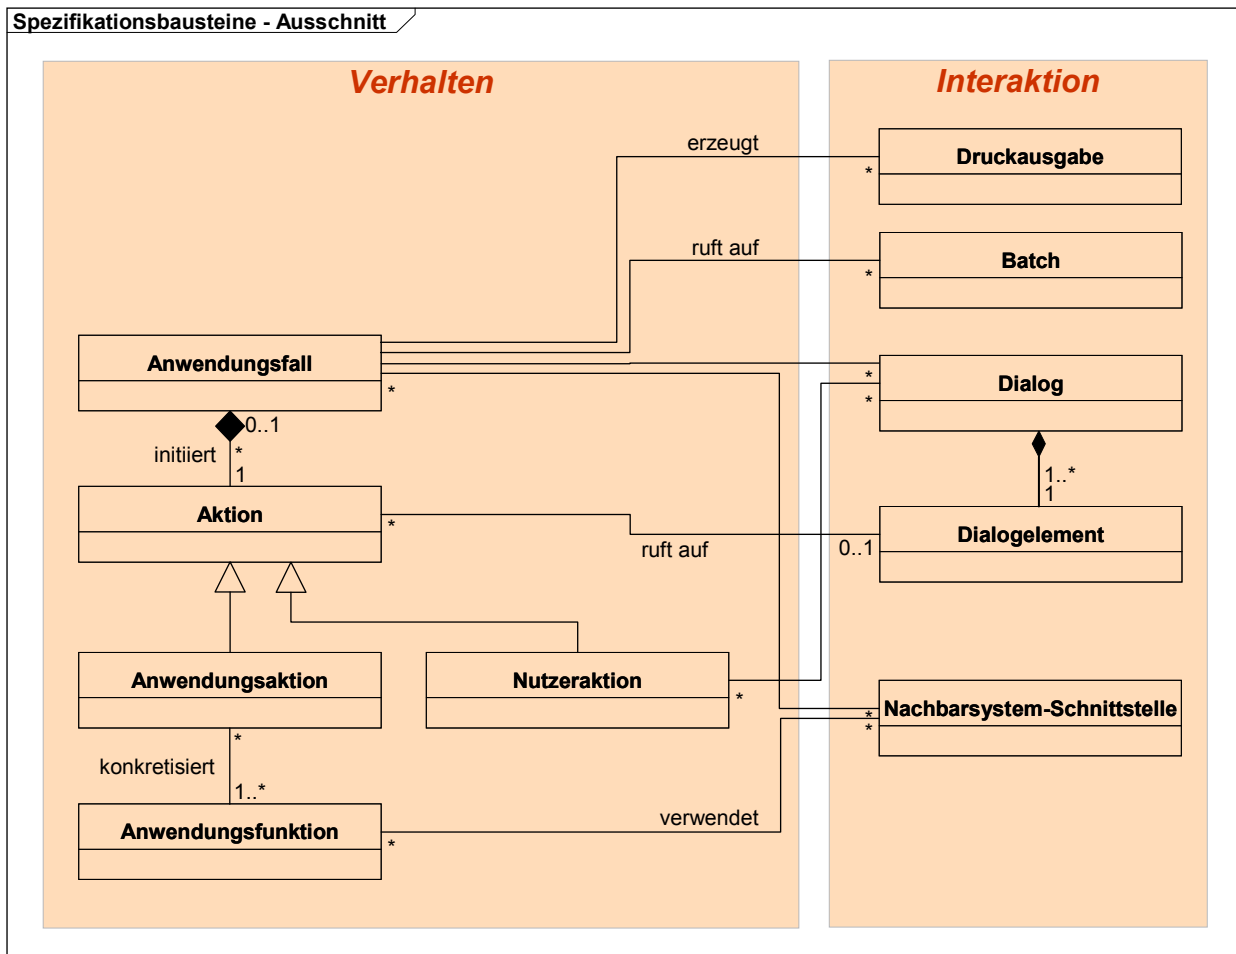 Spezifikationsbausteine - Ausschnitt
Verhalten
Interaktion
erzeugt
*
Druckausgabe
ruft auf
*
Batch
Anwendungsfall
*
*
*
Dialog
0..1
initiiert
*
1
1..*
1
Aktion
*
ruft auf
0..1
Dialogelement
Anwendungsaktion
*
Nutzeraktion
*
Nachbarsystem-Schnittstelle
*
*
konkretisiert
1..*
Anwendungsfunktion
*
verwendet